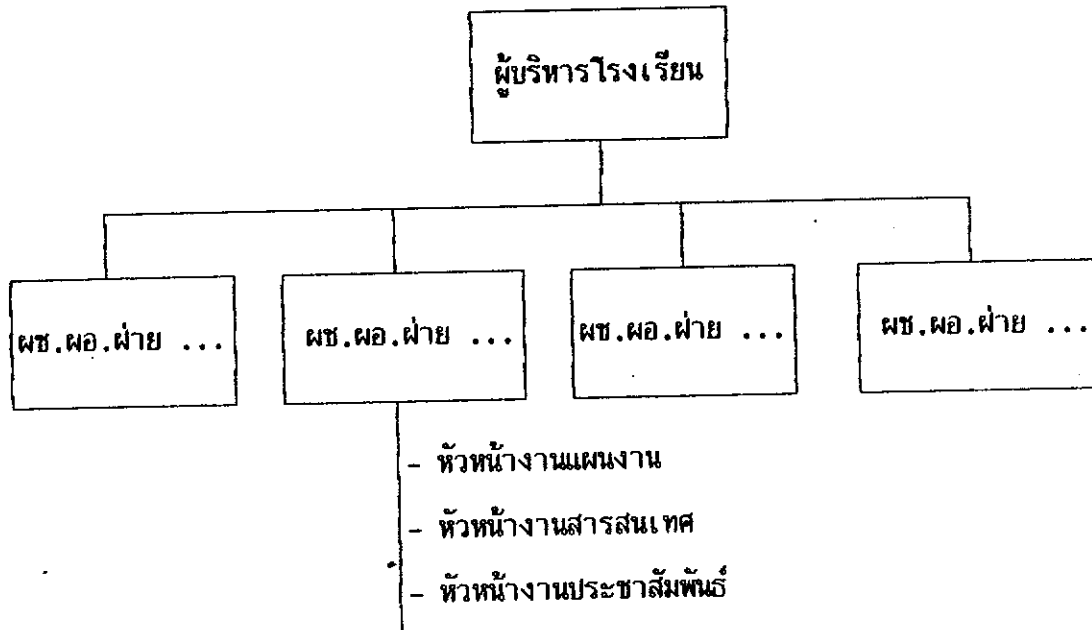 ผู้บริหารโรงเรียน
ผช.ผอ.ฝ่าย ...
ผช.ผอ.ฝ่าย ...
ผช.ผอ.ฝ่าย ...
ผช.ผอ.ฝ่าย ...
- หัวหน้างานแผนงาน
- หัวหน้างานสารสนเทศ
- หัวหน้างานประชาสัมพันธ์